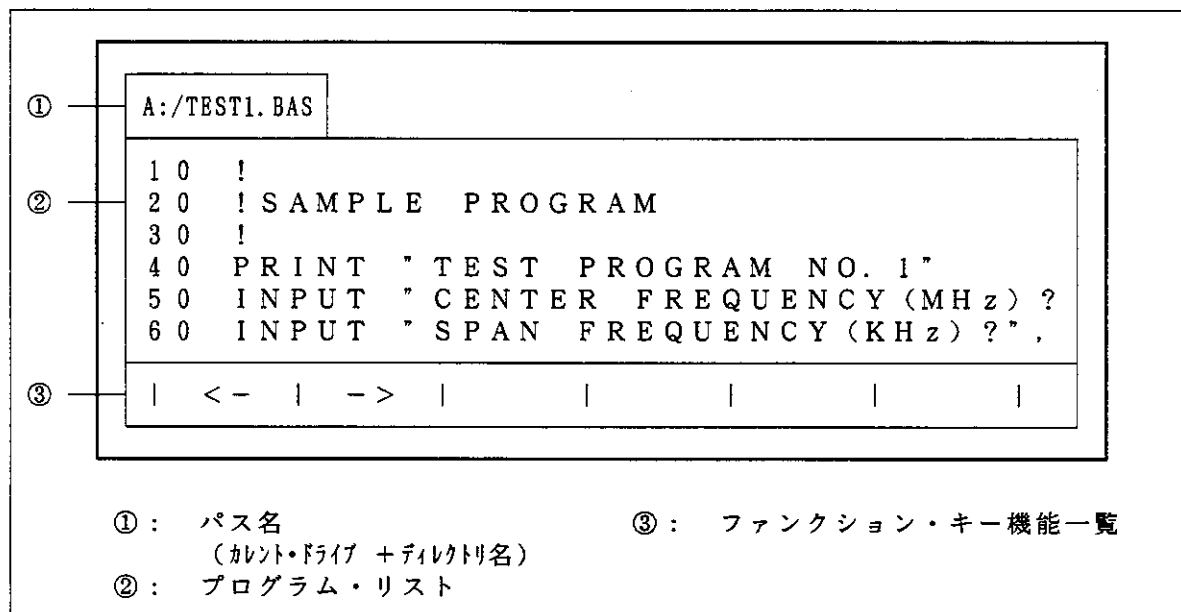 ① A:/TEST1.BAS
10 !
② 20 !SAMPLE PROGRAM
30 !
40 PRINT "TEST PROGRAM NO.1"
50 INPUT "CENTER FREQUENCY(MHz)?
60 INPUT "SPAN FREQUENCY(KHz)?",
③ | <- | -> | | | | |
①: パス名 ③: ファンクション・キー機能一覧
(カレント・ドライブ +ディレクトリ名)
②: プログラム・リスト